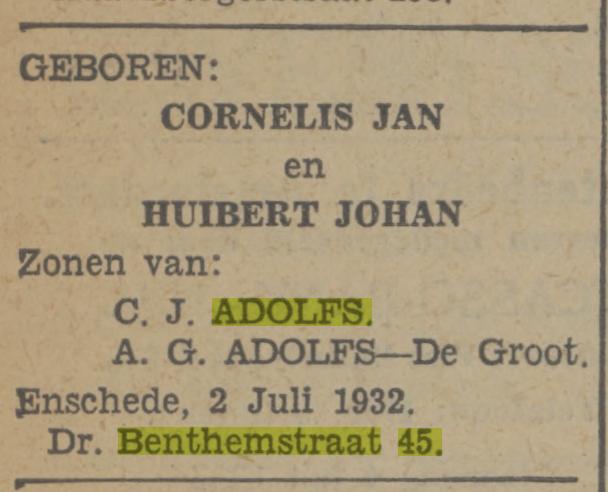 GEBOREN:
CORNELIS JAN
en
HUIBERT JOHAN
Zonen van:
C. J. ADOLFS.
A. G. ADOLFS—De Groot.
Enschede, 2 Juli 1932.
Dr. Benthemstraat 45.